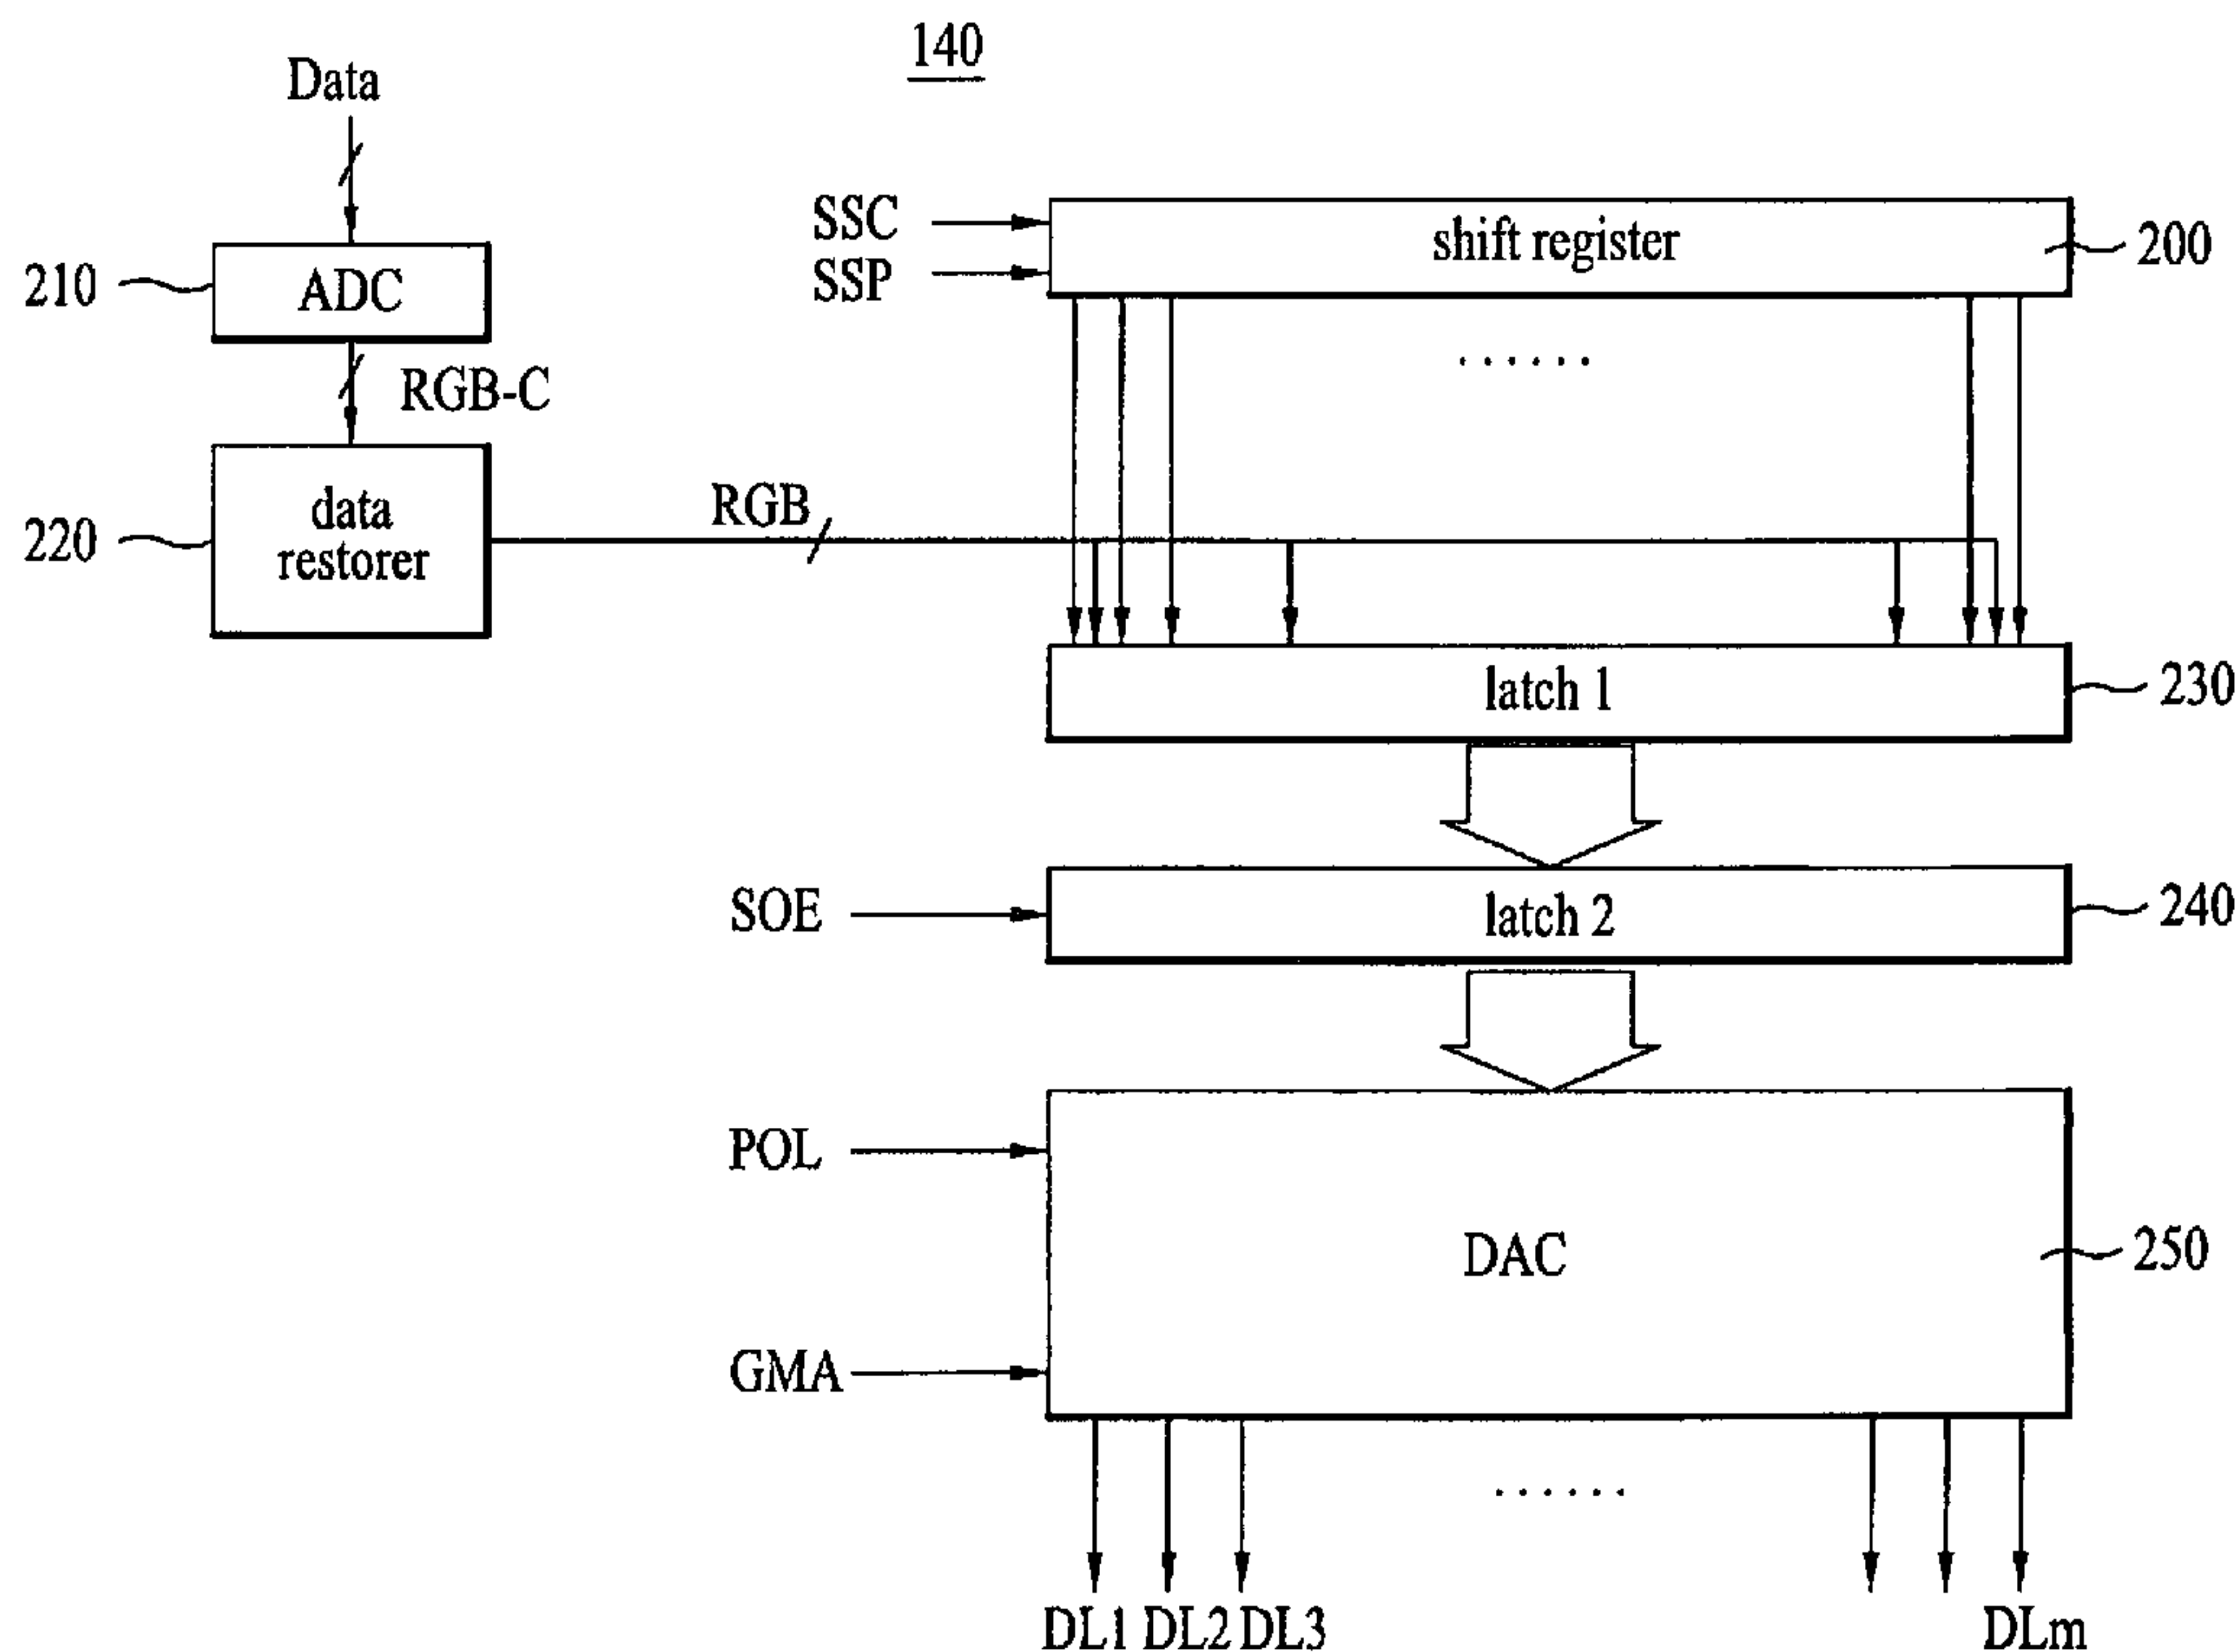 140
Data
SSC
SSP
shift register
200
210
ADC
RGB-C
220
data
restorer
RGB
......
latch 1
230
SOE
latch 2
240
POL
DAC
250
GMA
......
DL1 DL2 DL3 DLm